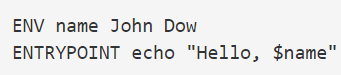 ENV name John Dow
ENTRYPOINT echo "Hello, $name"